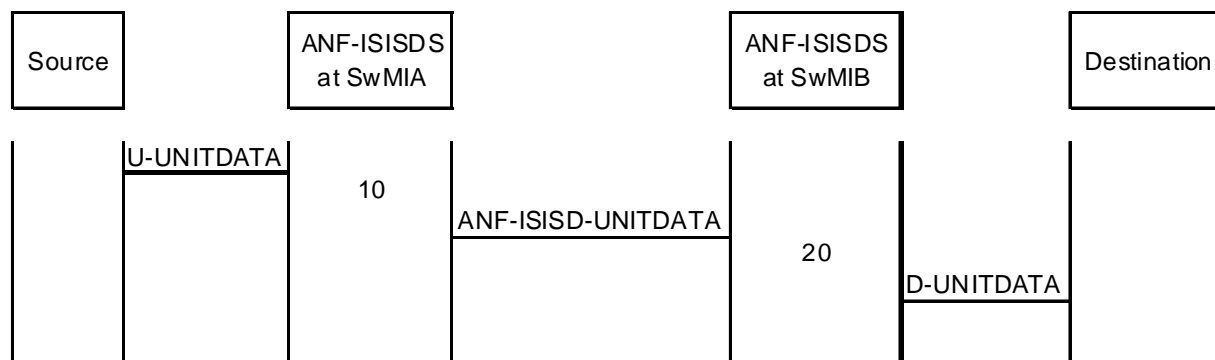 Source
ANF-ISISDS
at SwMIA
ANF-ISISDS
at SwMIB
Destination
U-UNITDATA
10
ANF-ISISD-UNITDATA
20
D-UNITDATA